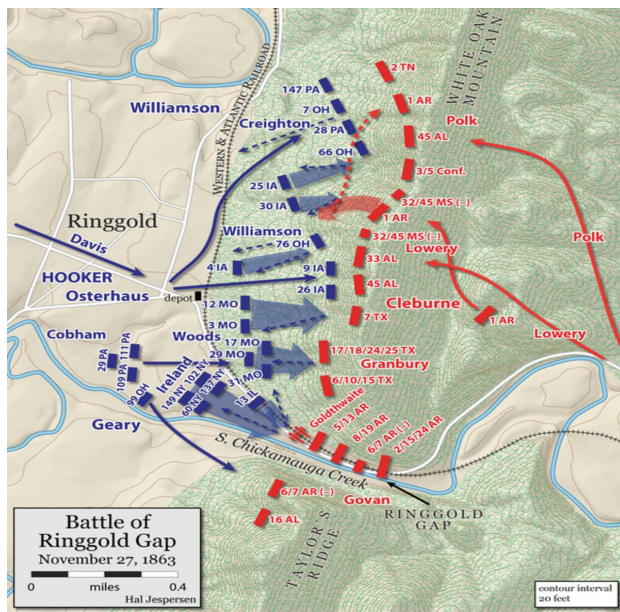 2 TN
WHITE OAK
MOUNTAIN
147 PA
7 OH
1 AR
Williamson
WESTERN & ATLANTIC RAILROAD
Creighton
28 PA
Polk
45 AL
66 OH
25 IA
3/5 Conf.
30 IA
32/45 MS (–)
1 AR
Ringgold
Williamson
76 OH
32/45 MS (–)
Lowery
Davis
Polk
33 AL
4 IA
9 IA
HOOKER
45 AL
Cleburne
Osterhaus
depot
26 IA
12 MO
7 TX
1 AR
3 MO
Lowery
Cobham
Woods
17 MO
29 MO
17/18/24/25 TX
Granbury
29 PA
111 PA
109 PA
Ireland
149 NY
102 NY
31 MO
6/10/15 TX
99 OH
60 NY
137 NY
13 IL
Goldthwaite
5/13 AR
8/19 AR
6/7 AR (–)
2/15/24 AR
Geary
S. Chickamauga Creek
6/7 AR (–)
Govan
RINGGOLD
GAP
16 AL
TAYLOR'S
RIDGE
Battle of
Ringgold Gap
November 27, 1863
0 miles 0.4
Hal Jespersen
contour interval
20 feet